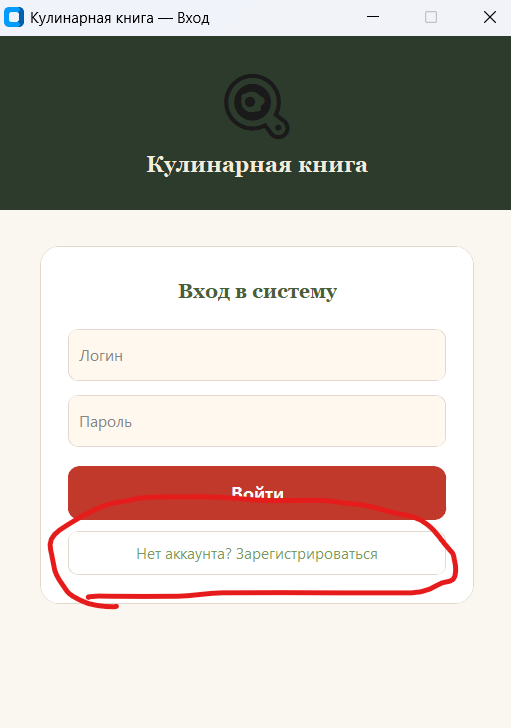 Кулинарная книга — Вход
Кулинарная книга
Вход в систему
Логин
Пароль
Войти
Нет аккаунта? Зарегистрироваться